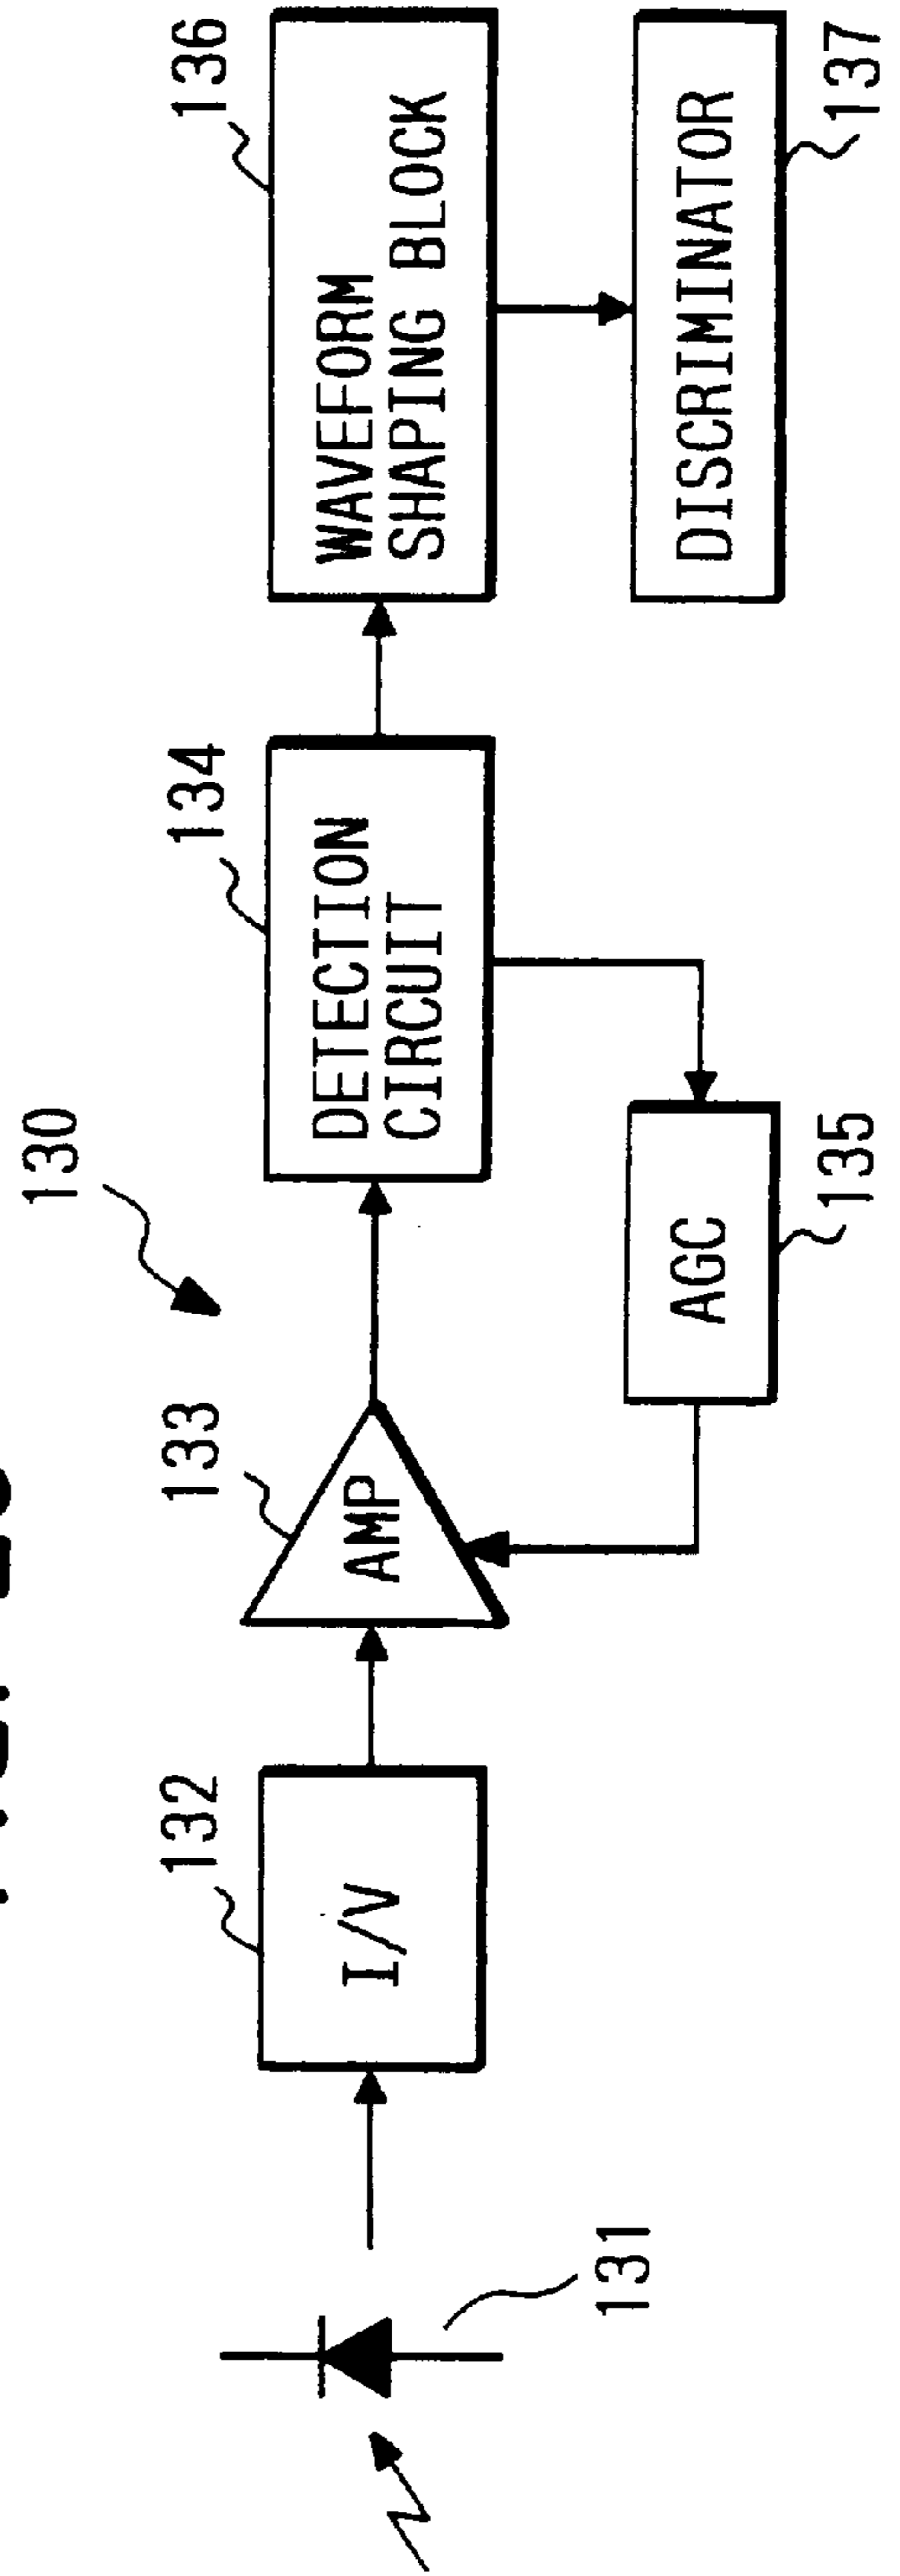 130
131
132
I/V
133
AMP
134
DETECTION
CIRCUIT
AGC
135
136
WAVEFORM
SHAPING BLOCK
DISCRIMINATOR
137